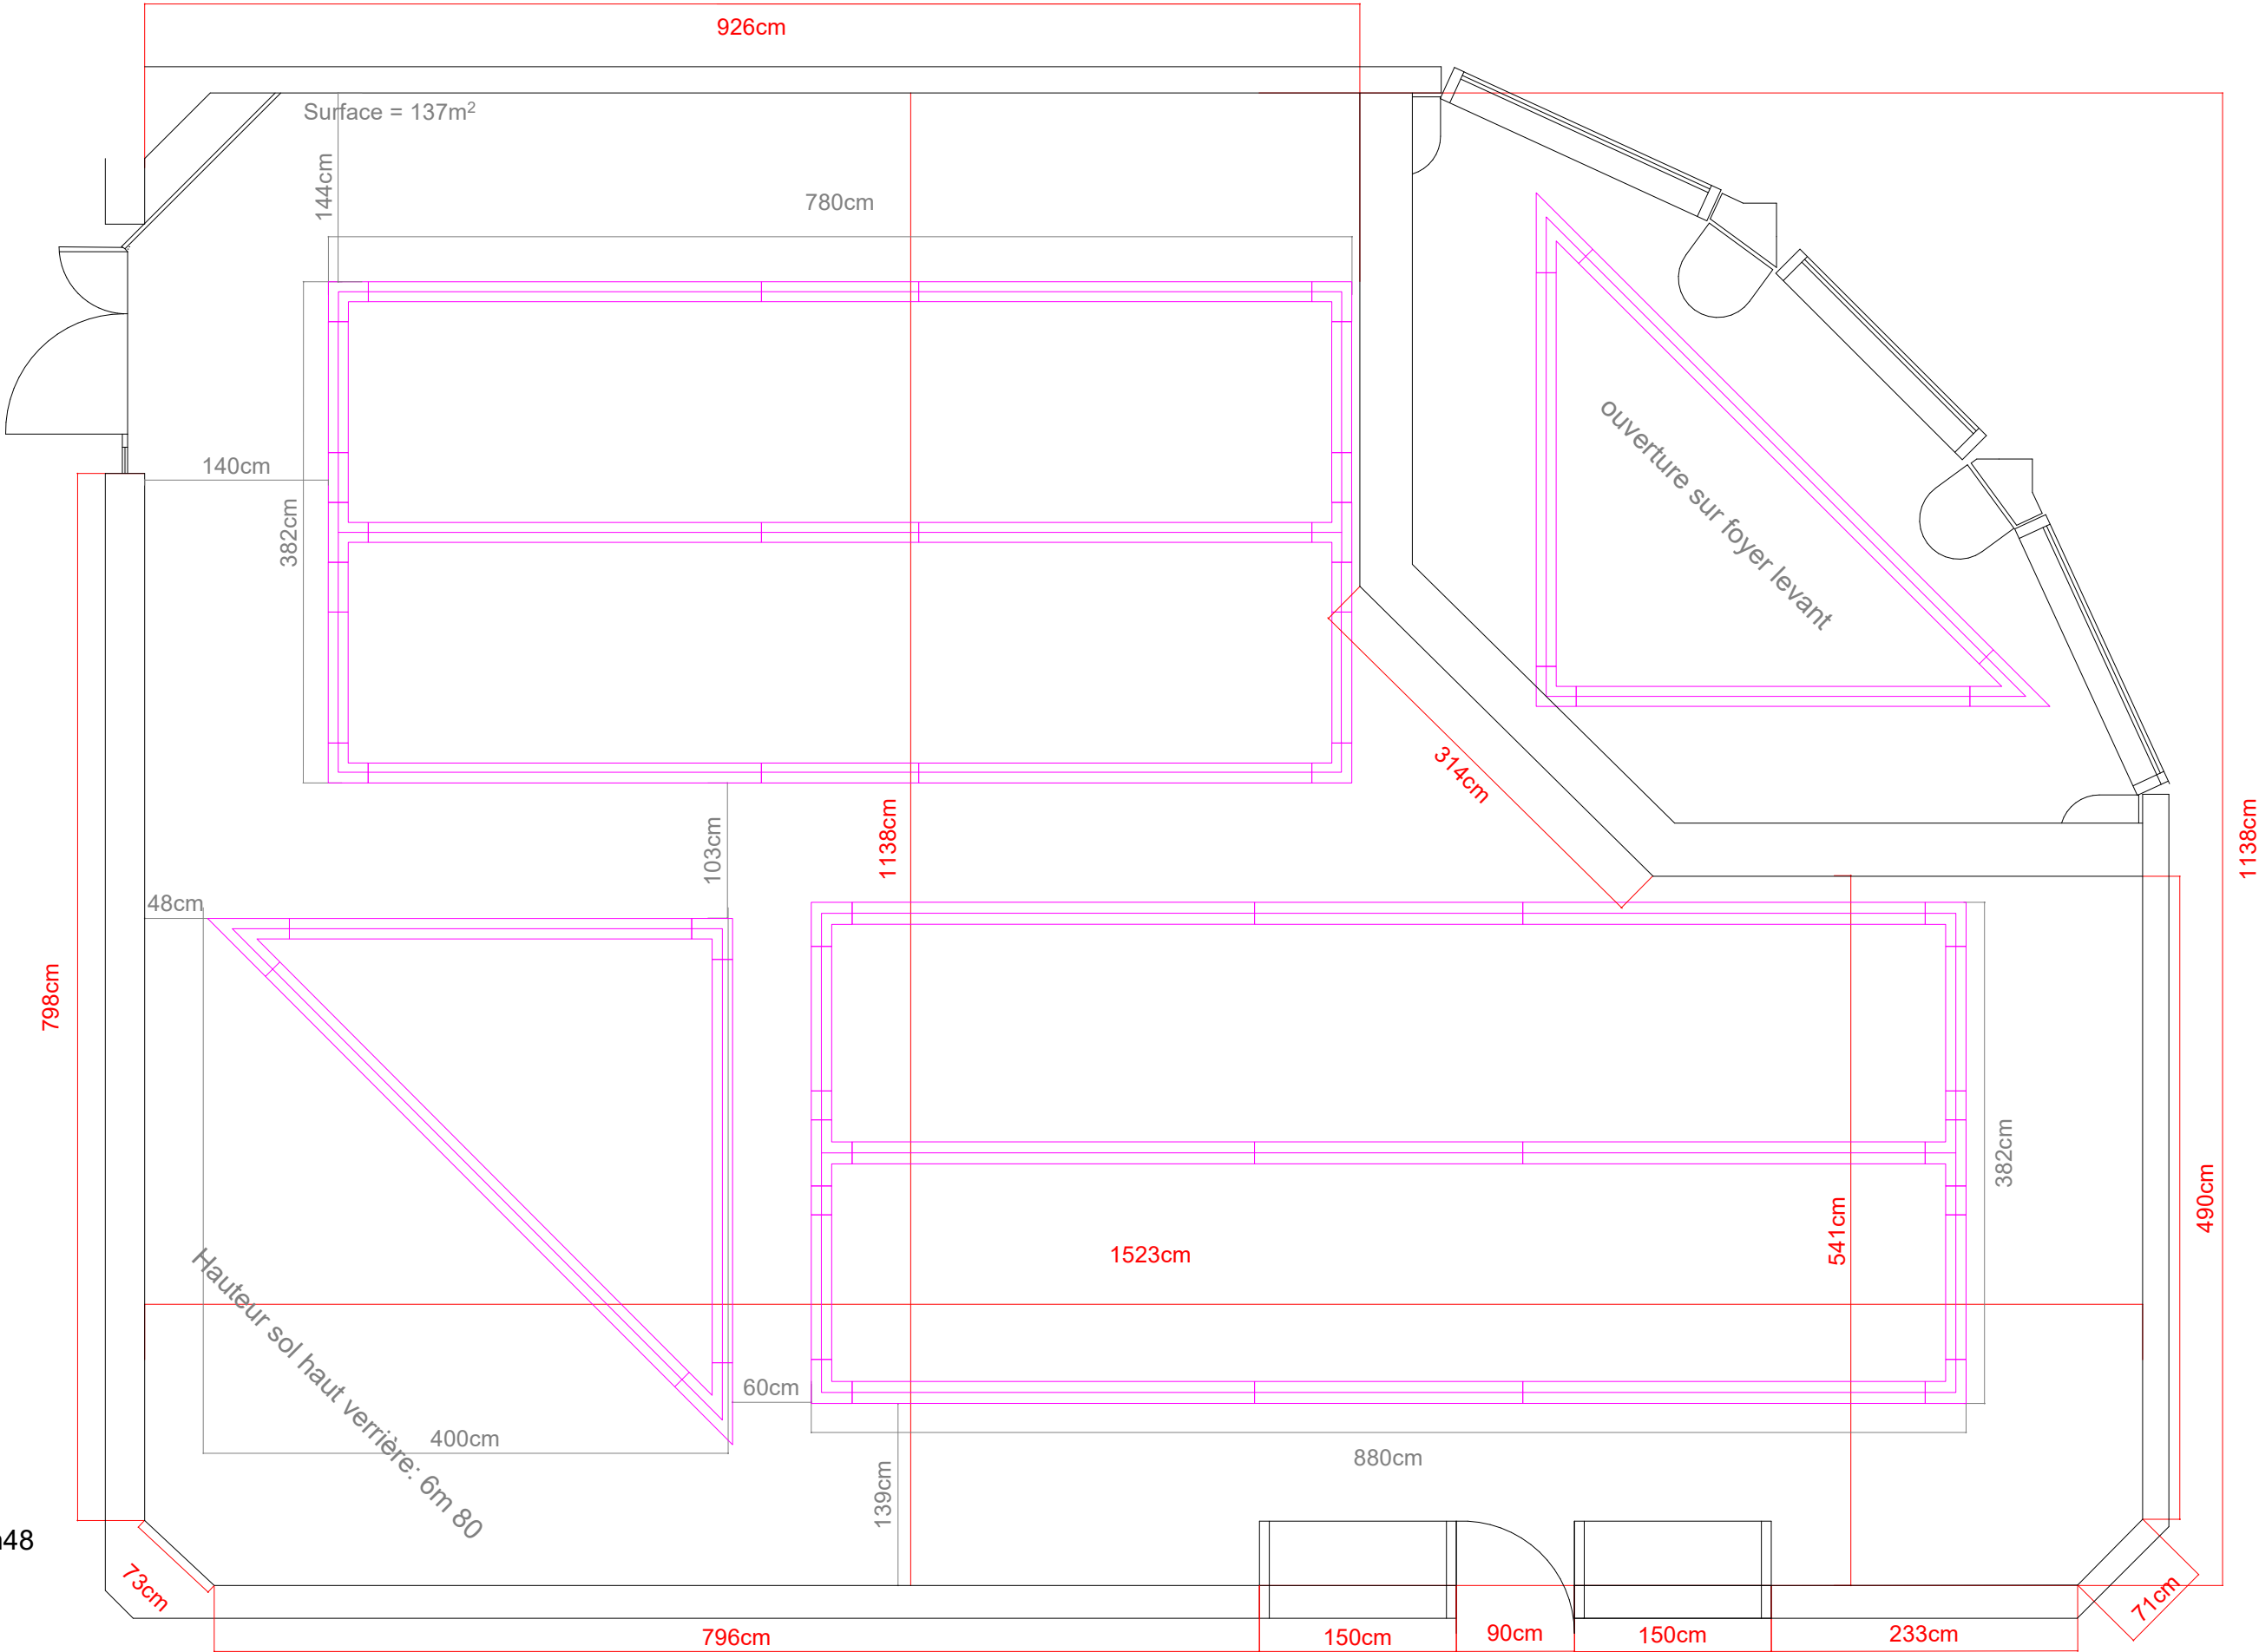 926cm
Surface = 137m²
144cm
780cm
ouverture sur foyer levant
140cm
382cm
314cm
103cm
1138cm
1138cm
48cm
798cm
382cm
490cm
541cm
1523cm
Hauteur sol haut verrière: 6m 80
60cm
400cm
139cm
880cm
48
73cm
71cm
796cm
150cm
90cm
150cm
233cm